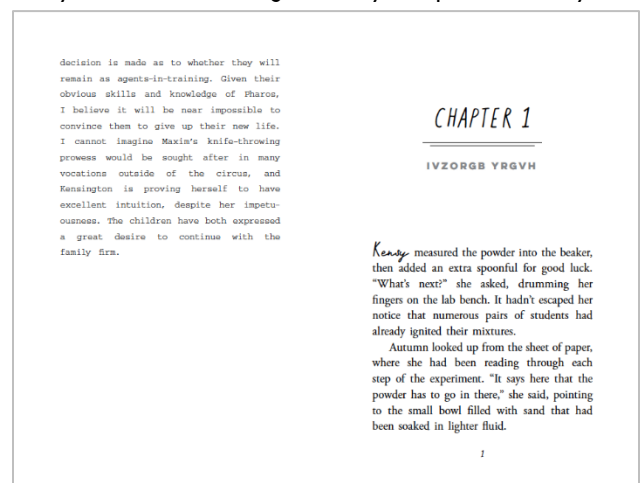 decision is made as to whether they will
remain as agents-in-training. Given their
obvious skills and knowledge of Pharos,
I believe it will be near impossible to
convince them to give up their new life.
I cannot imagine Maxim's knife-throwing
prowess would be sought after in many
vocations outside of the circus, and
Kensington is proving herself to have
excellent intuition, despite her impetu-
ousness. The children have both expressed
a great desire to continue with the
family firm.
CHAPTER 1
IVZORGB YRGVH
Kensy measured the powder into the beaker,
then added an extra spoonful for good luck.
“What’s next?” she asked, drumming her
fingers on the lab bench. It hadn’t escaped her
notice that numerous pairs of students had
already ignited their mixtures.
Autumn looked up from the sheet of paper,
where she had been reading through each
step of the experiment. “It says here that the
powder has to go in there,” she said, pointing
to the small bowl filled with sand that had
been soaked in lighter fluid.
1